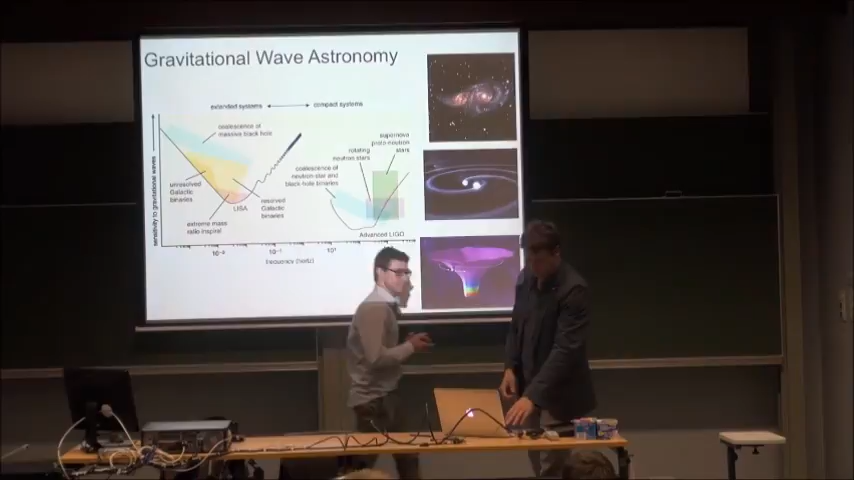 Gravitational Wave Astronomy
extended systems
compact systems
coalescence of
massive black hole
supernova
proto-neutron
stars
rotating
neutron stars
coalescence of
neutron-star and
black-hole binaries
unresolved
Galactic
binaries
resolved
Galactic
binaries
LISA
extreme mass
ratio inspiral
Advanced LIGO
sensitivity to gravitational waves
frequency (hertz)